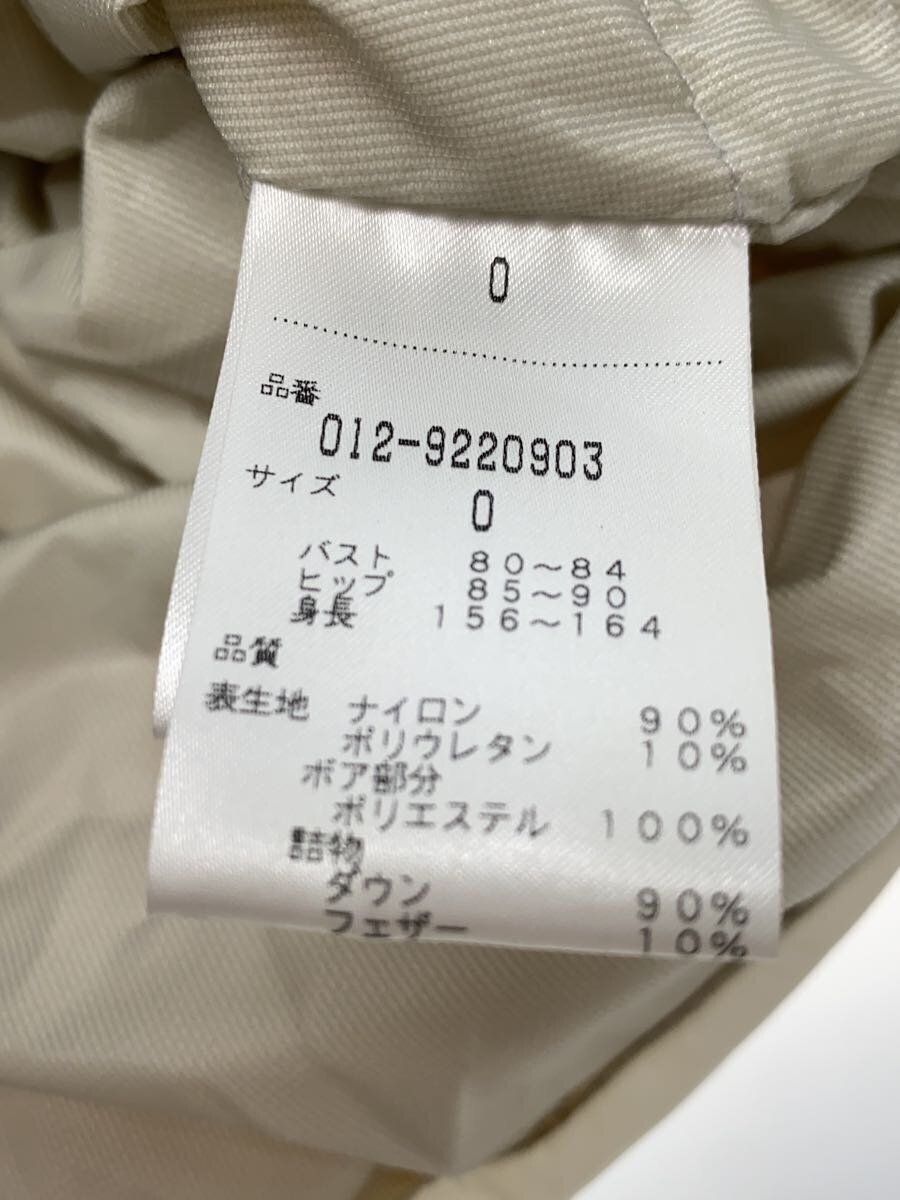 0
品番
012-9220903
サイズ
0
バスト 80～84
ヒップ 85～90
身長 156～164
品質
表生地 ナイロン 90%
ポリウレタン 10%
ボア部分
ポリエステル 100%
詰物
ダウン 90%
フェザー 10%